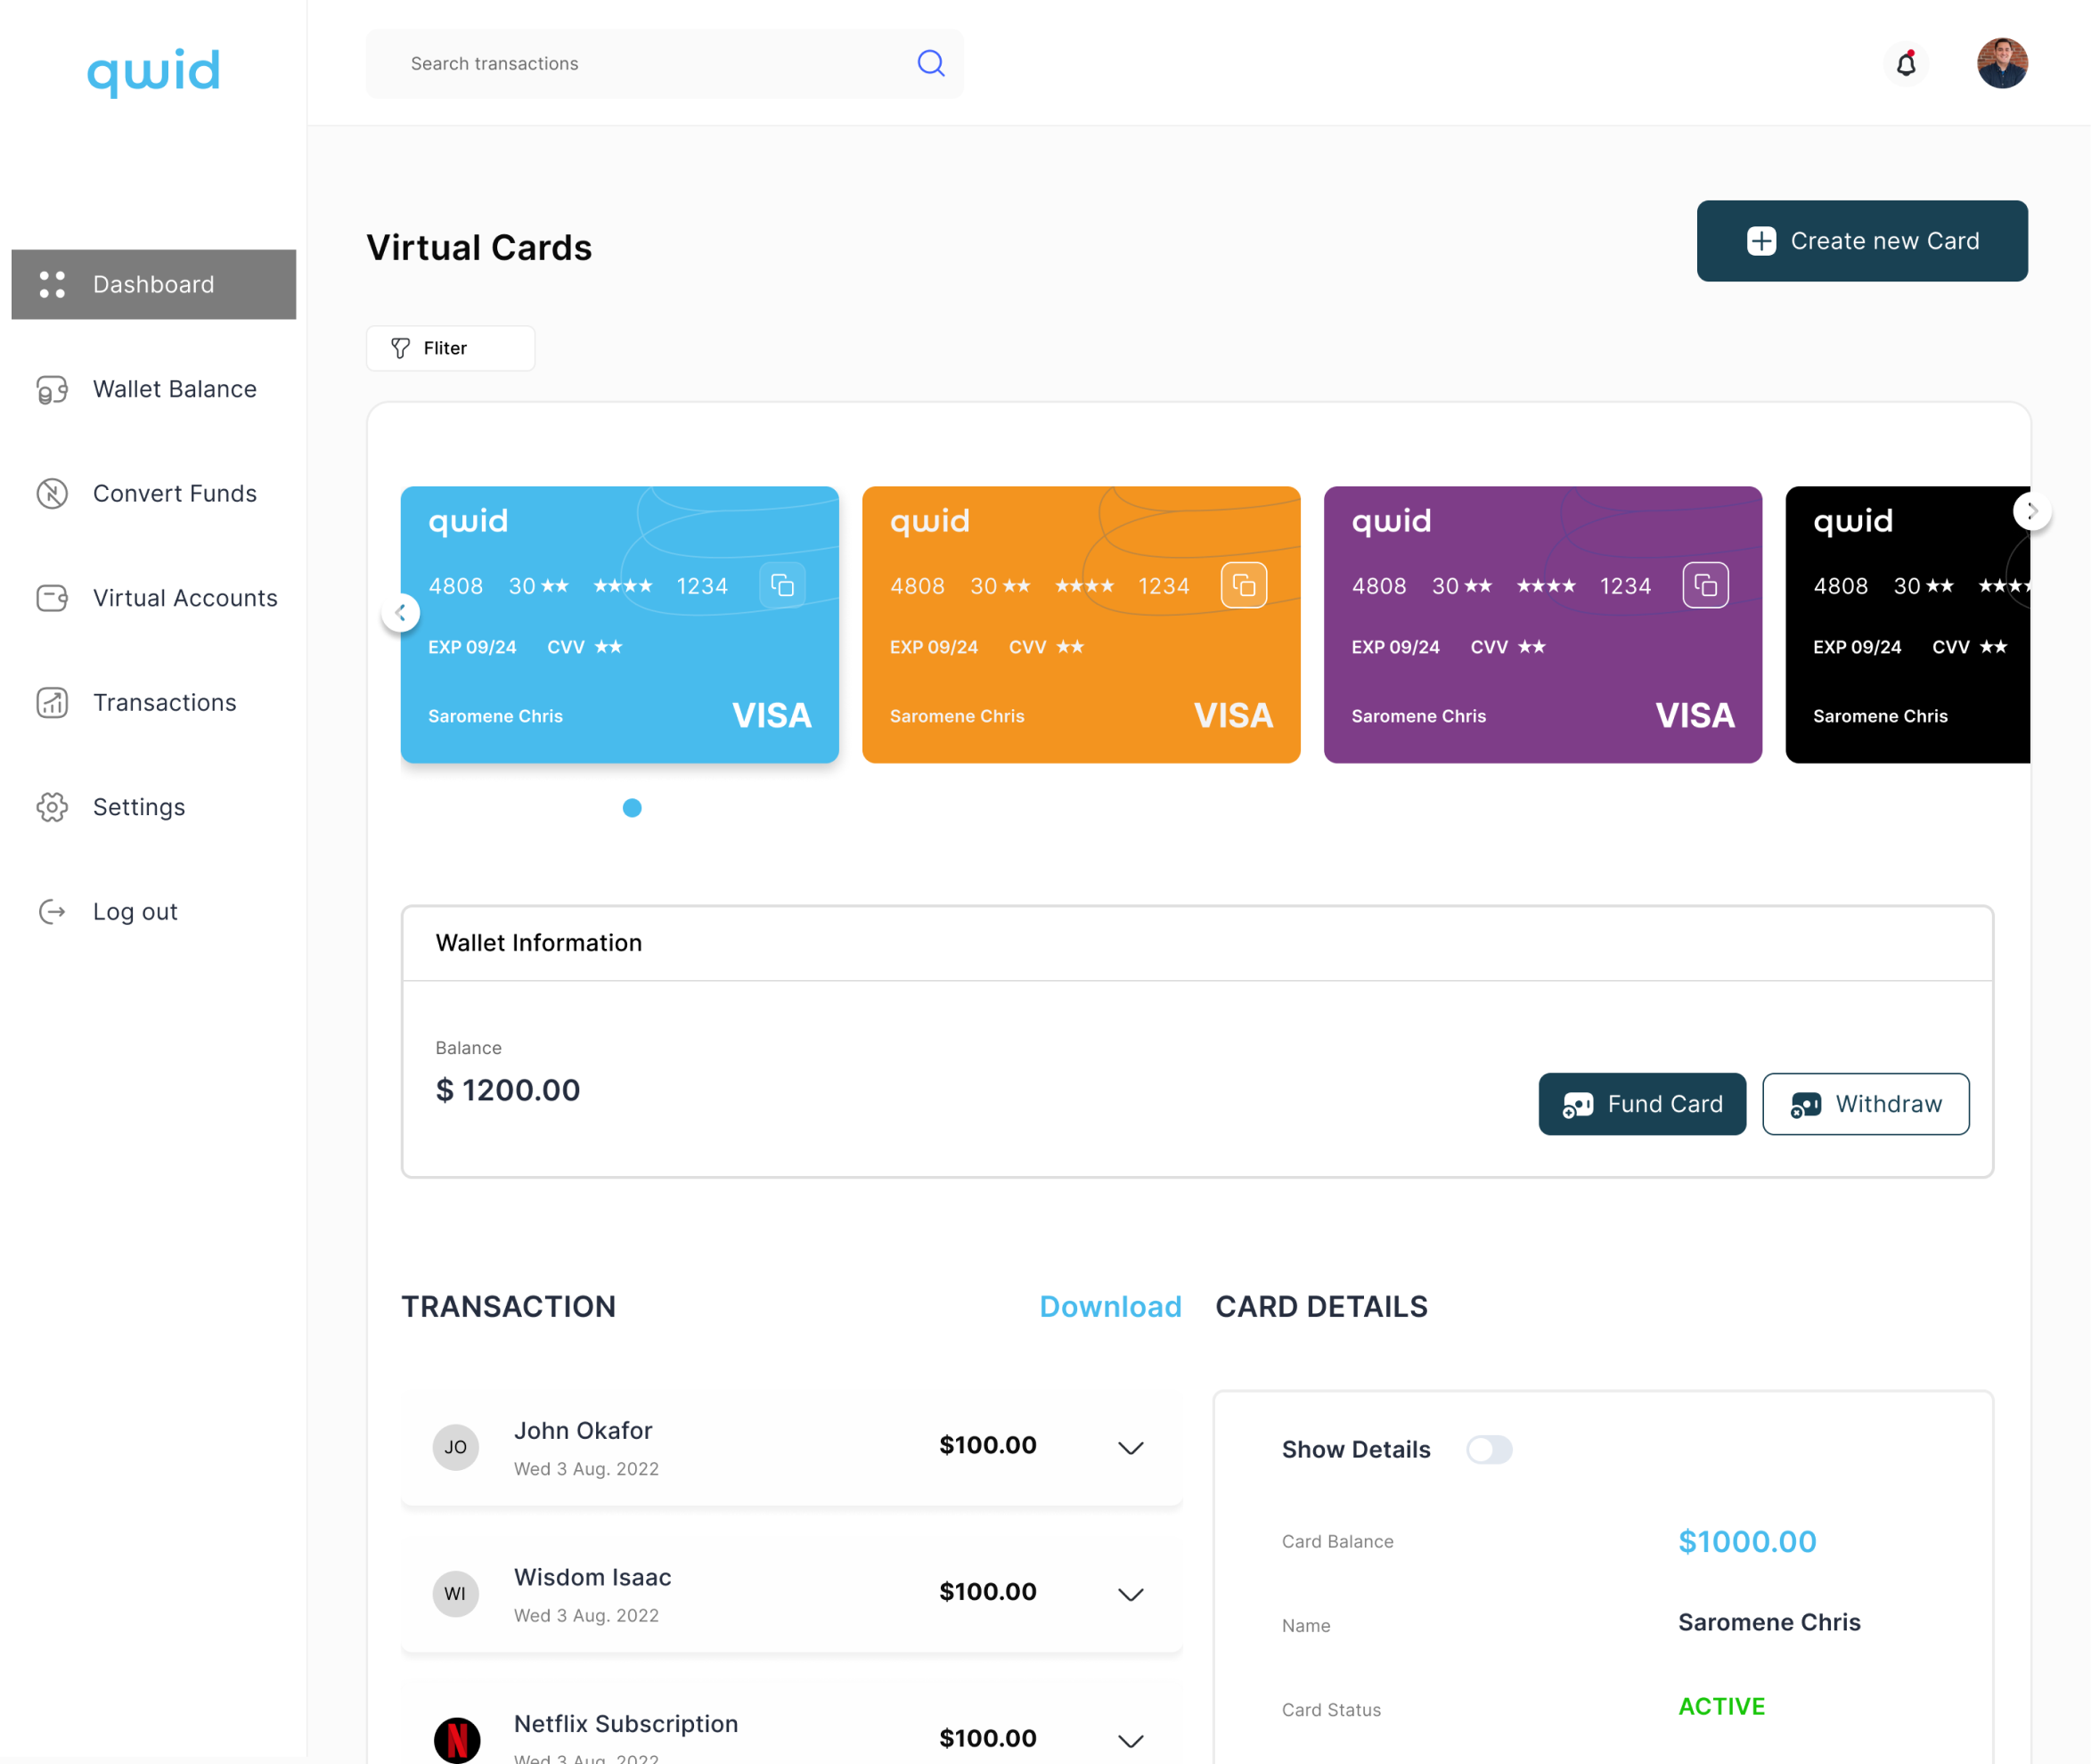 qwid
Search transactions
Dashboard
Wallet Balance
Convert Funds
Virtual Accounts
Transactions
Settings
Log out
Virtual Cards
Create new Card
Fliter
qwid
4808 30★★ ★★★★ 1234
EXP 09/24 CVV ★★
Saromene Chris VISA
qwid
4808 30★★ ★★★★ 1234
EXP 09/24 CVV ★★
Saromene Chris VISA
qwid
4808 30★★ ★★★★ 1234
EXP 09/24 CVV ★★
Saromene Chris VISA
qwid
4808 30★★ ★★★★
EXP 09/24 CVV ★★
Saromene Chris
Wallet Information
Balance
$ 1200.00
Fund Card
Withdraw
TRANSACTION
Download
JO
John Okafor
Wed 3 Aug. 2022
$100.00
WI
Wisdom Isaac
Wed 3 Aug. 2022
$100.00
N
Netflix Subscription
Wed 3 Aug. 2022
$100.00
CARD DETAILS
Show Details
Card Balance $1000.00
Name Saromene Chris
Card Status ACTIVE